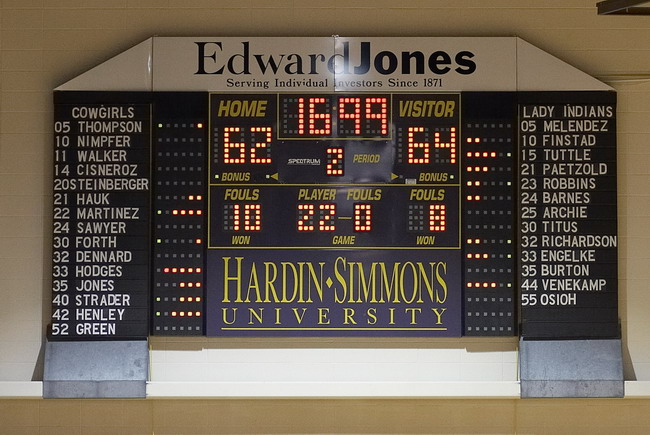 Edward Jones
Serving Individual Investors Since 1871
HOME
16 99
VISITOR
62
64
SPECTRUM
2
PERIOD
BONUS
BONUS
FOULS
PLAYER FOULS
FOULS
10
22-0
8
WON
GAME
WON
HARDIN-SIMMONS
UNIVERSITY
COWGIRLS
05 THOMPSON
10 NIMPFER
11 WALKER
14 CISNEROZ
20 STEINBERGER
21 HAUK
22 MARTINEZ
24 SAWYER
30 FORTH
32 DENNARD
33 HODGES
35 JONES
40 STRADER
42 HENLEY
52 GREEN
LADY INDIANS
05 MELENDEZ
10 FINSTAD
15 TUTTLE
21 PAETZOLD
23 ROBBINS
24 BARNES
25 ARCHIE
30 TITUS
32 RICHARDSON
33 ENGELKE
35 BURTON
44 VENEKAMP
55 OSIOH